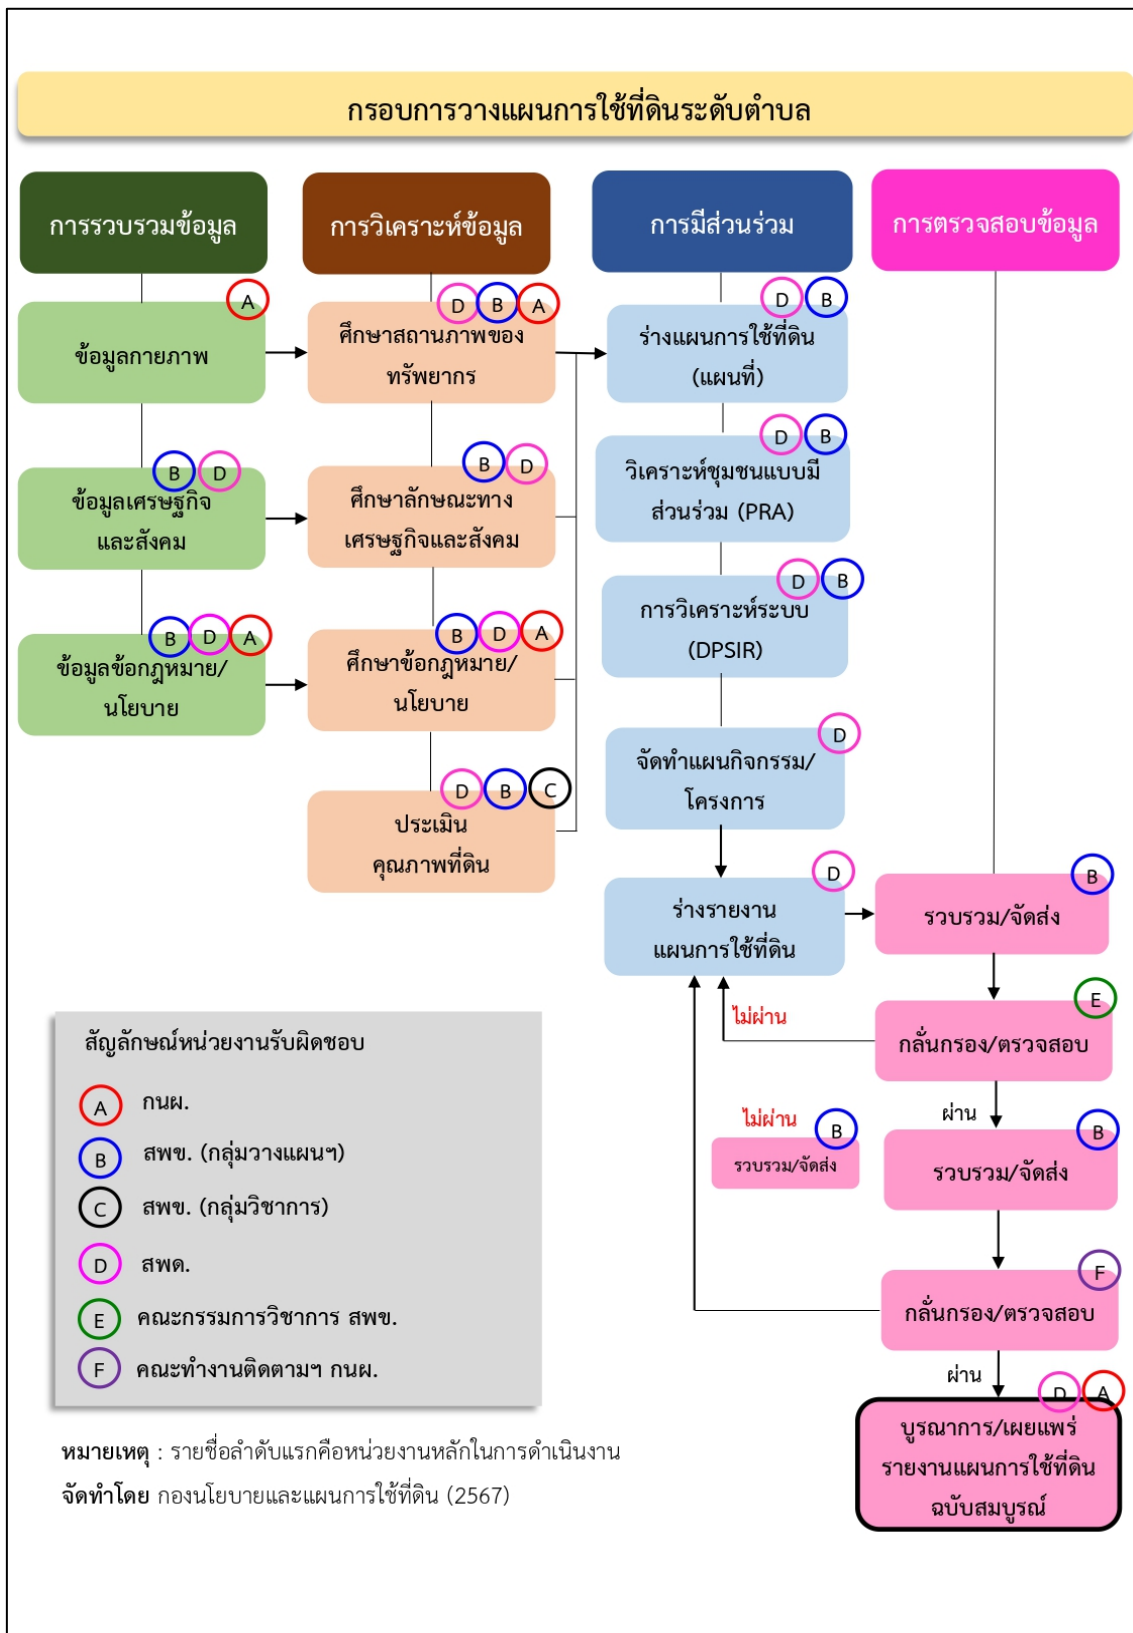 กรอบการวางแผนการใช้ที่ดินระดับตำบล
การรวบรวมข้อมูล
A
ข้อมูลกายภาพ
B D
ข้อมูลเศรษฐกิจ
และสังคม
B D A
ข้อมูลข้อกฎหมาย/
นโยบาย
การวิเคราะห์ข้อมูล
D B A
ศึกษาสถานภาพของ
ทรัพยากร
B D
ศึกษาลักษณะทาง
เศรษฐกิจและสังคม
B D A
ศึกษาข้อกฎหมาย/
นโยบาย
D B C
ประเมิน
คุณภาพที่ดิน
การมีส่วนร่วม
D B
ร่างแผนการใช้ที่ดิน
(แผนที่)
D B
วิเคราะห์ชุมชนแบบมี
ส่วนร่วม (PRA)
D B
การวิเคราะห์ระบบ
(DPSIR)
D
จัดทำแผนกิจกรรม/
โครงการ
D
ร่างรายงาน
แผนการใช้ที่ดิน
การตรวจสอบข้อมูล
B
รวบรวม/จัดส่ง
E
กลั่นกรอง/ตรวจสอบ
ไม่ผ่าน
ผ่าน
B
รวบรวม/จัดส่ง
ไม่ผ่าน
B
รวบรวม/จัดส่ง
F
กลั่นกรอง/ตรวจสอบ
ผ่าน
D A
บูรณาการ/เผยแพร่
รายงานแผนการใช้ที่ดิน
ฉบับสมบูรณ์
สัญลักษณ์หน่วยงานรับผิดชอบ
A กนผ.
B สพข. (กลุ่มวางแผนฯ)
C สพข. (กลุ่มวิชาการ)
D สพด.
E คณะกรรมการวิชาการ สพข.
F คณะทำงานติดตามฯ กนผ.
หมายเหตุ : รายชื่อลำดับแรกคือหน่วยงานหลักในการดำเนินงาน
จัดทำโดย กองนโยบายและแผนการใช้ที่ดิน (2567)